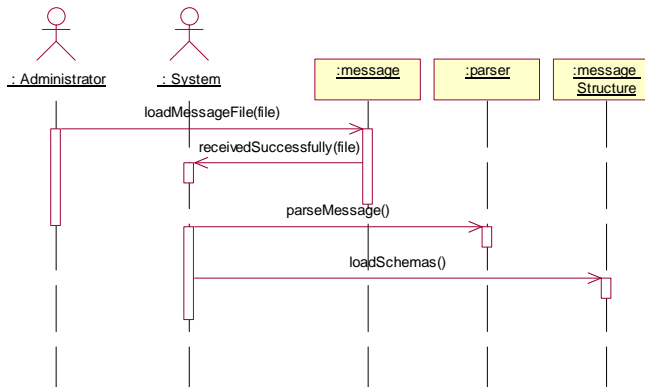 : Administrator
: System
:message
:parser
:message
Structure
loadMessageFile(file)
receivedSuccessfully(file)
parseMessage()
loadSchemas()